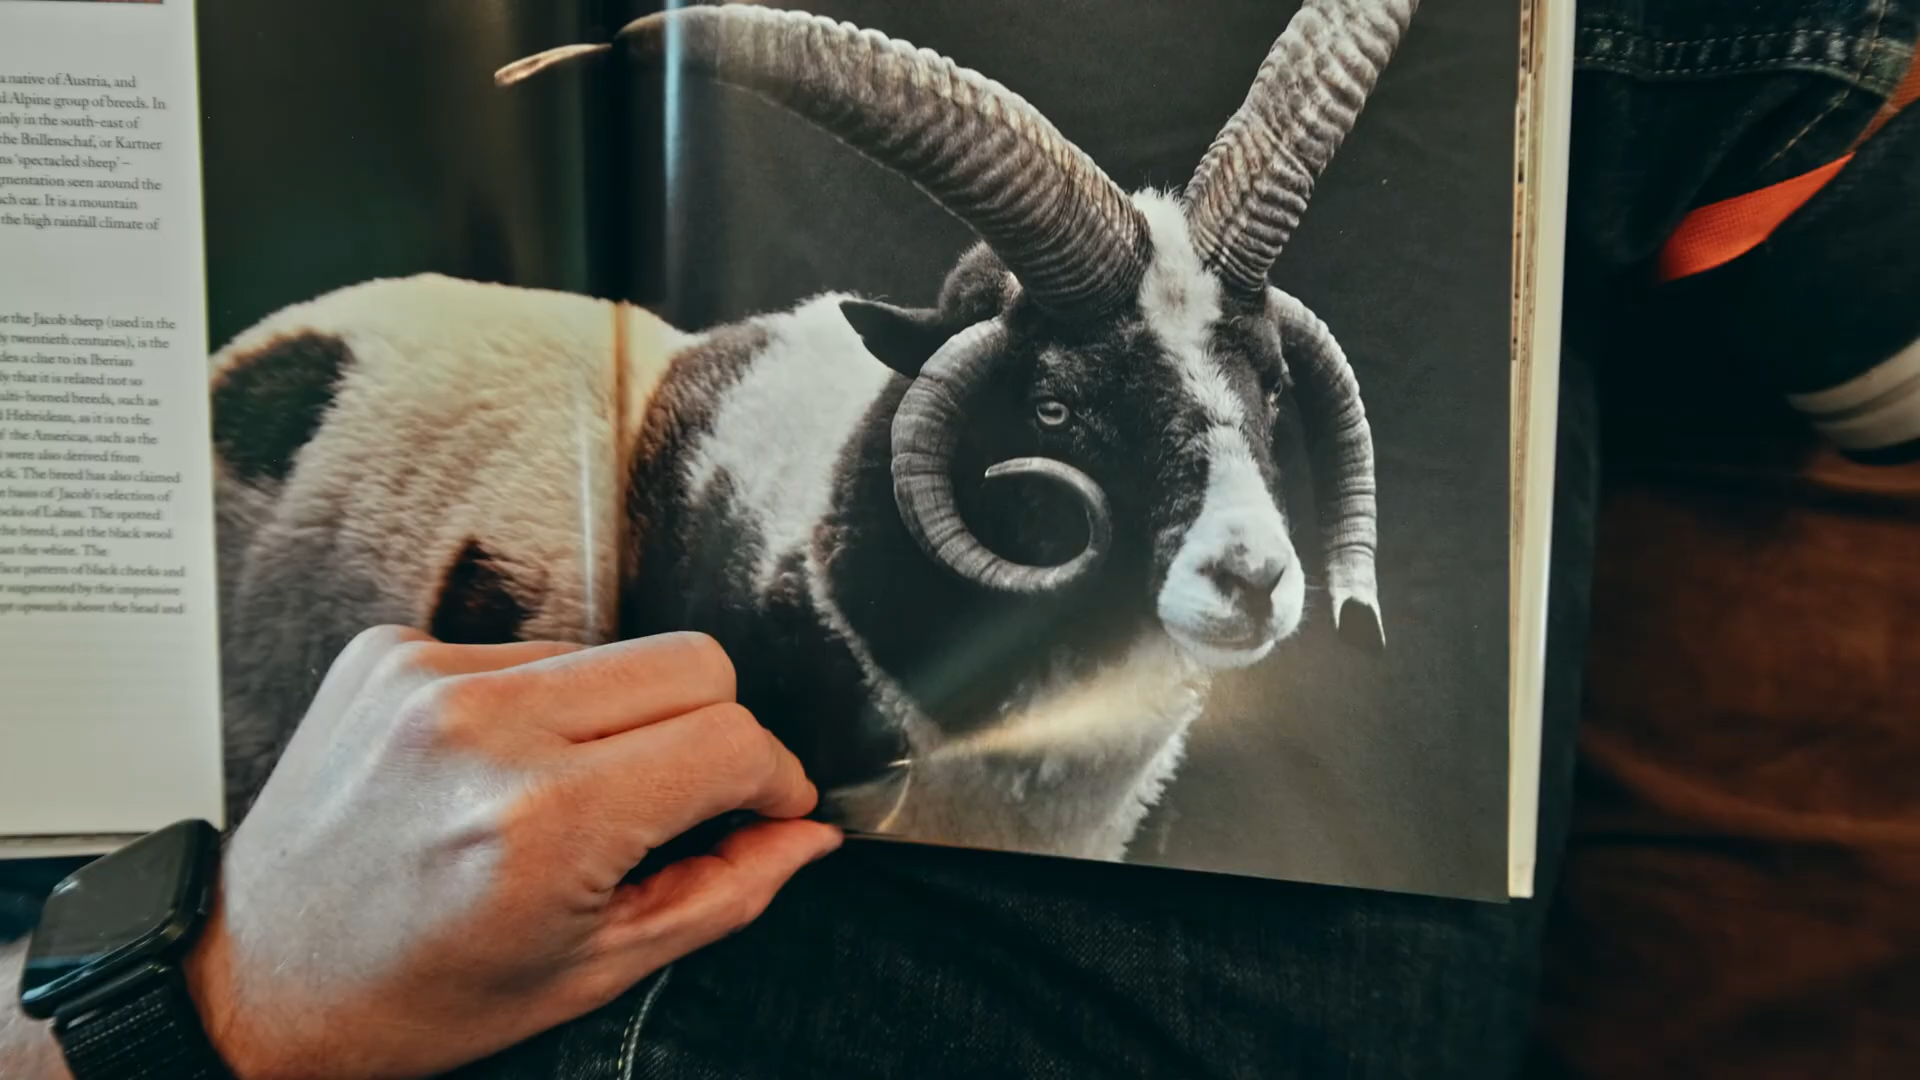 a native of Austria, and
d Alpine group of breeds. In
inly in the south-east of
the Brillenschaf, or Kartner
ns 'spectacled sheep' –
gmentation seen around the
ach ear. It is a mountain
the high rainfall climate of
se the Jacob sheep (used in the
ly twentieth centuries), is the
des a clue to its Iberian
ly that it is related not so
ulti-horned breeds, such as
d Hebridean, as it is to the
f the Americas, such as the
s were also derived from
ck. The breed has also claimed
e basis of Jacob's selection of
ocks of Laban. The spotted
the breed, and the black wool
an the white. The
face pattern of black cheeks and
r augmented by the impressive
ept upwards above the head and